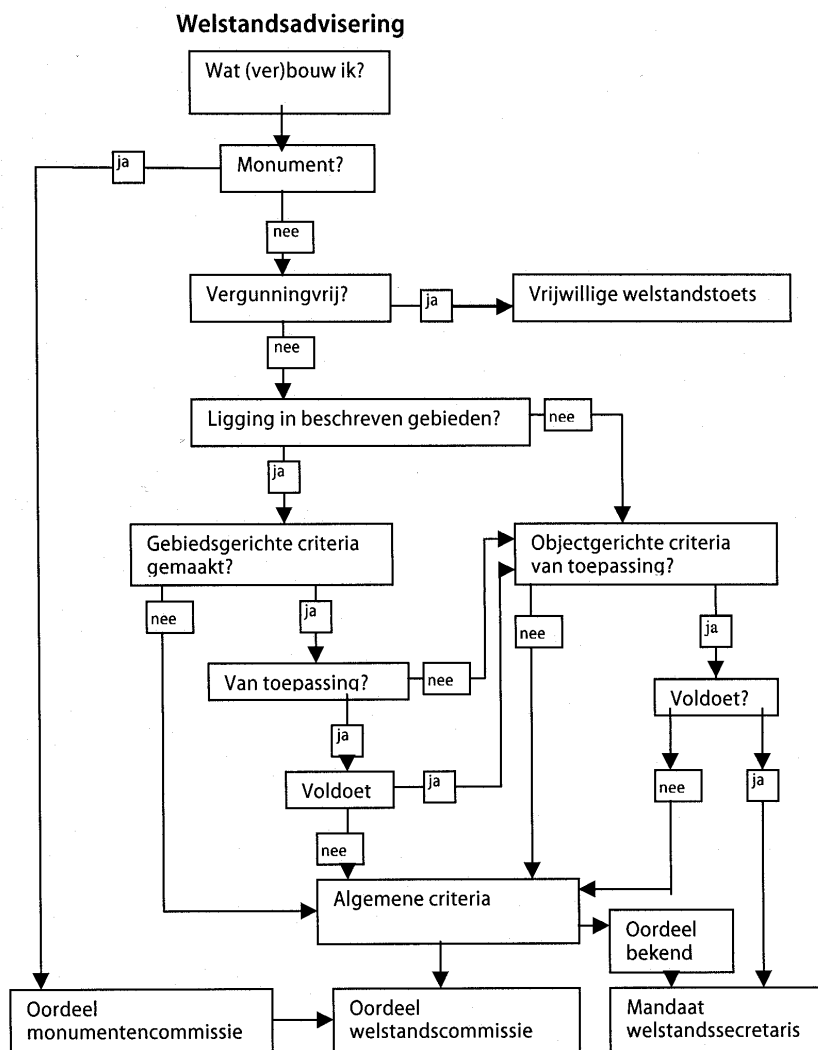 Welstandsadvisering
Wat (ver)bouw ik?
ja
Monument?
nee
Vergunningvrij?
ja
Vrijwillige welstandstoets
nee
Ligging in beschreven gebieden?
nee
ja
Gebiedsgerichte criteria
gemaakt?
Objectgerichte criteria
van toepassing?
nee
ja
nee
ja
Van toepassing?
nee
Voldoet?
ja
Voldoet
ja
nee
ja
nee
Algemene criteria
Oordeel
bekend
Oordeel
monumentencommissie
Oordeel
welstandscommissie
Mandaat
welstandssecretaris